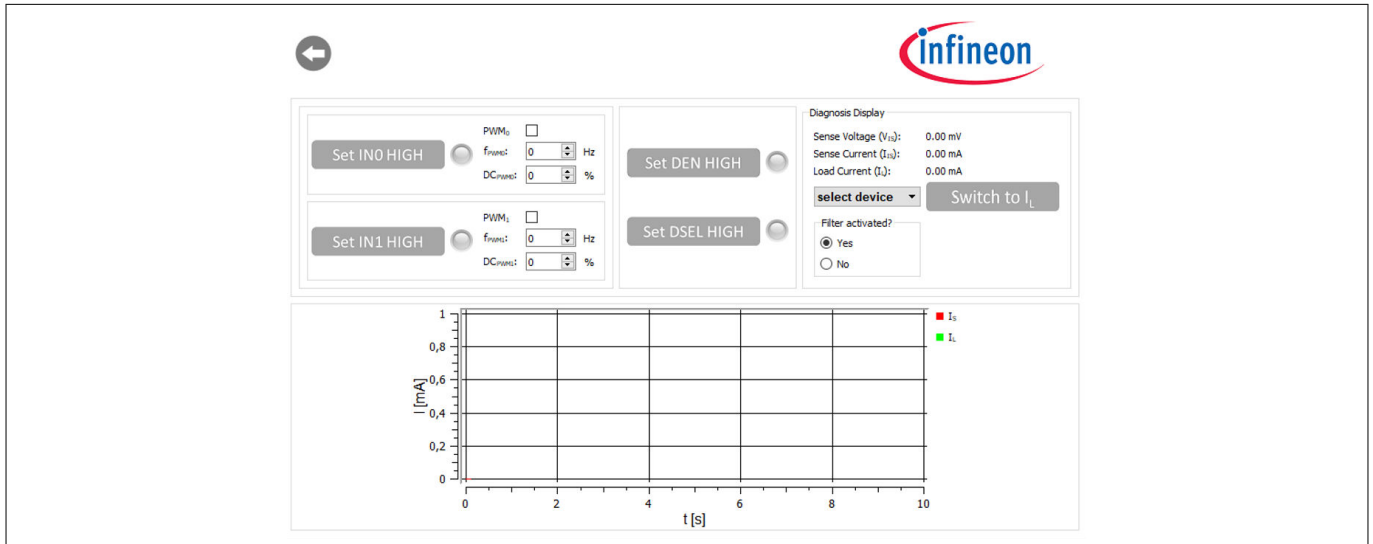 infineon
Set IN0 HIGH
PWM₀
fPWM0: 0 Hz
DCPWM0: 0 %
Set IN1 HIGH
PWM₁
fPWM1: 0 Hz
DCPWM1: 0 %
Set DEN HIGH
Set DSEL HIGH
Diagnosis Display
Sense Voltage (VIS): 0.00 mV
Sense Current (IIS): 0.00 mA
Load Current (IL): 0.00 mA
select device
Switch to IL
Filter activated?
Yes
No
1
0,8
0,6
0,4
0,2
0
I [mA]
0 2 4 6 8 10
t [s]
IS
IL